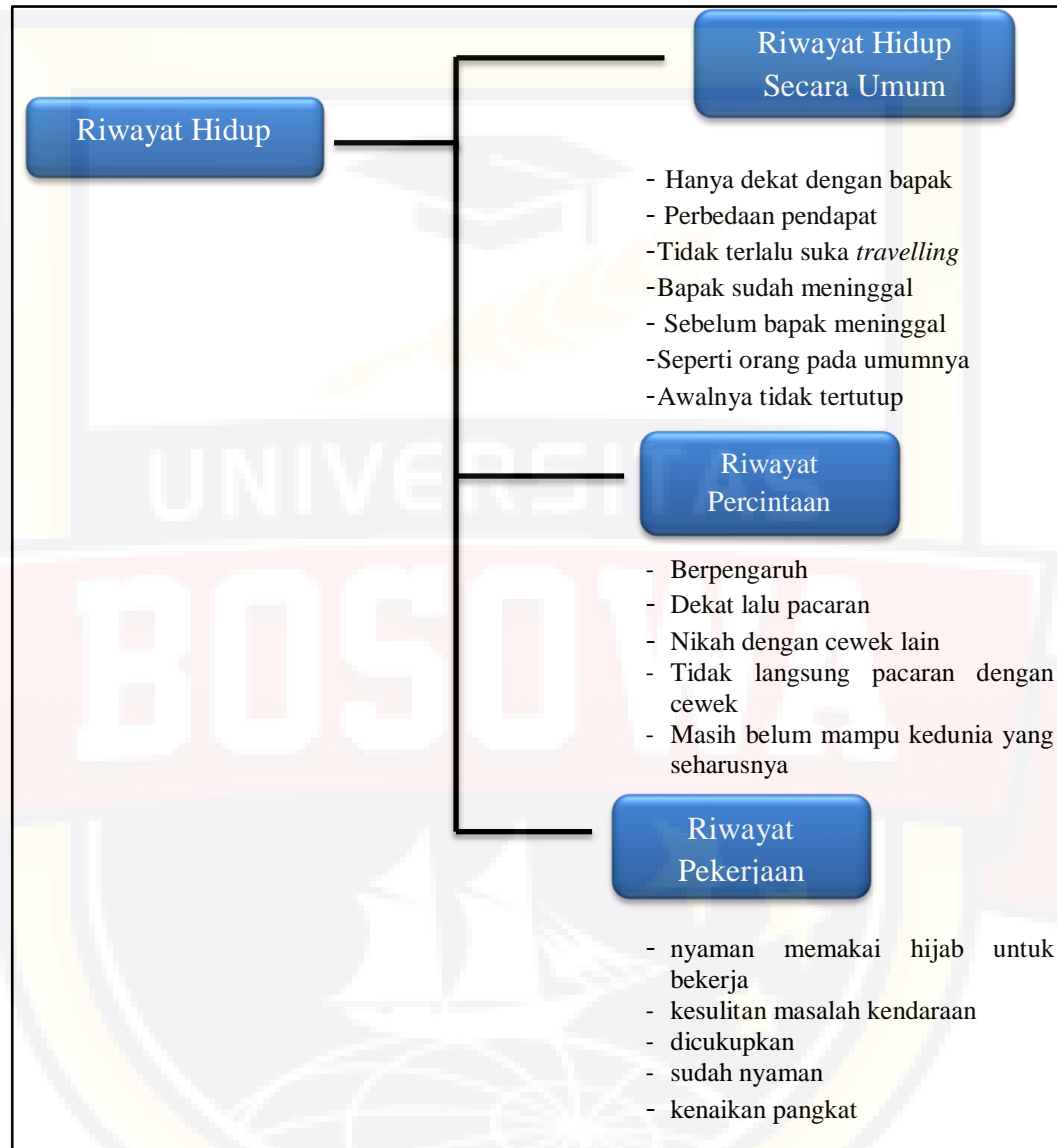 Riwayat Hidup
Secara Umum
Riwayat Hidup
- Hanya dekat dengan bapak
- Perbedaan pendapat
-Tidak terlalu suka travelling
-Bapak sudah meninggal
- Sebelum bapak meninggal
-Seperti orang pada umumnya
-Awalnya tidak tertutup
UNIVERSITAS
Riwayat
Percintaan
BOSOWA
- Berpengaruh
- Dekat lalu pacaran
- Nikah dengan cewek lain
- Tidak langsung pacaran dengan
cewek
- Masih belum mampu kedunia yang
seharusnya
Riwayat
Pekerjaan
- nyaman memakai hijab untuk
bekerja
- kesulitan masalah kendaraan
- dicukupkan
- sudah nyaman
- kenaikan pangkat